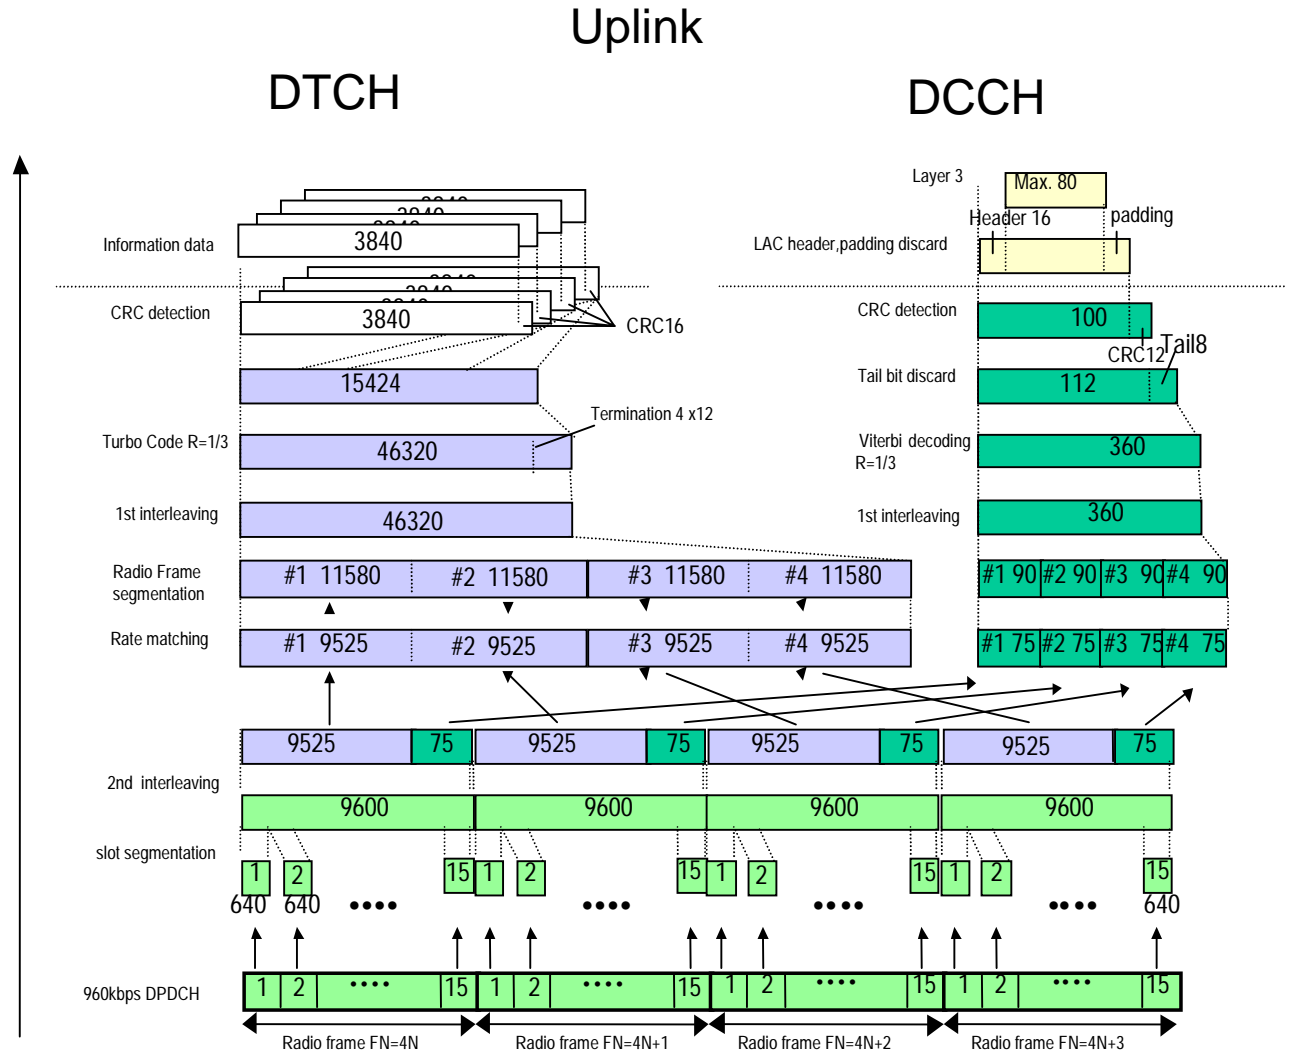 Uplink
DTCH
DCCH
Layer 3
Max. 80
Header 16
padding
3840
3840
3840
3840
Information data
LAC header,padding discard
3840
3840
3840
3840
CRC detection
CRC16
CRC detection
100
CRC12
Tail8
15424
Tail bit discard
112
Termination 4 x12
Turbo Code R=1/3
46320
Viterbi decoding
R=1/3
360
1st interleaving
46320
1st interleaving
360
Radio Frame
segmentation
#1 11580
#2 11580
#3 11580
#4 11580
#1 90
#2 90
#3 90
#4 90
Rate matching
#1 9525
#2 9525
#3 9525
#4 9525
#1 75
#2 75
#3 75
#4 75
9525
75
9525
75
9525
75
9525
75
2nd interleaving
9600
9600
9600
9600
slot segmentation
1
2
15
1
2
15
1
2
15
1
2
15
640
640
••••
••••
••••
••••
640
960kbps DPDCH
1
2
••••
15
1
2
••••
15
1
2
••••
15
1
2
••••
15
Radio frame FN=4N
Radio frame FN=4N+1
Radio frame FN=4N+2
Radio frame FN=4N+3